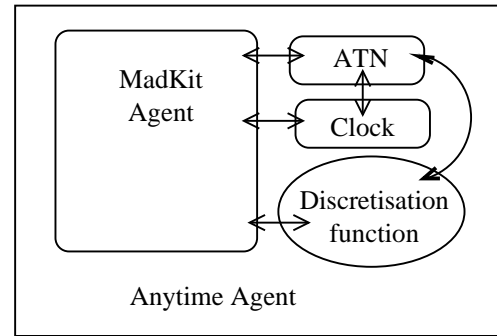 MadKit
Agent
ATN
Clock
Discretisation
function
Anytime Agent